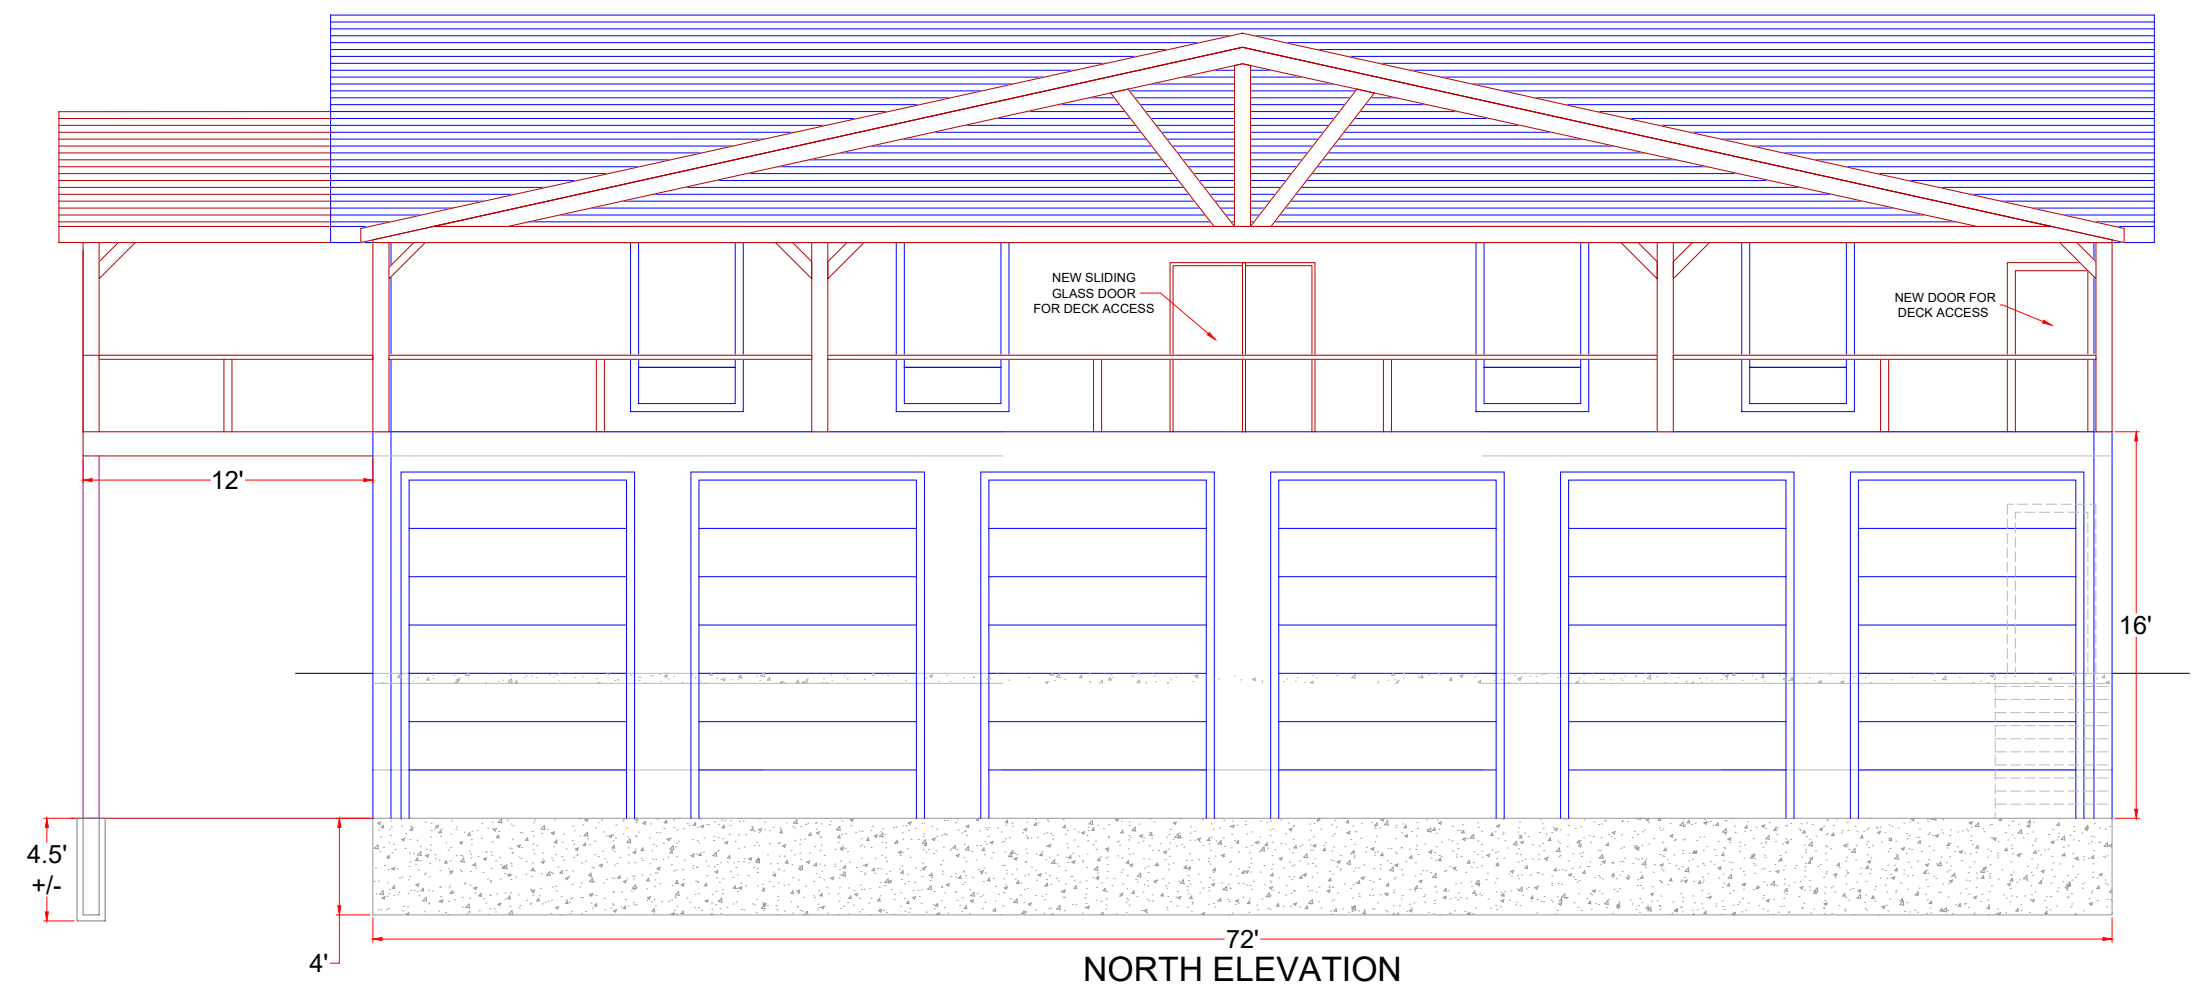 NEW SLIDING
GLASS DOOR
FOR DECK ACCESS
NEW DOOR FOR
DECK ACCESS
12'
16'
4.5'
+/-
4'
72'
NORTH ELEVATION